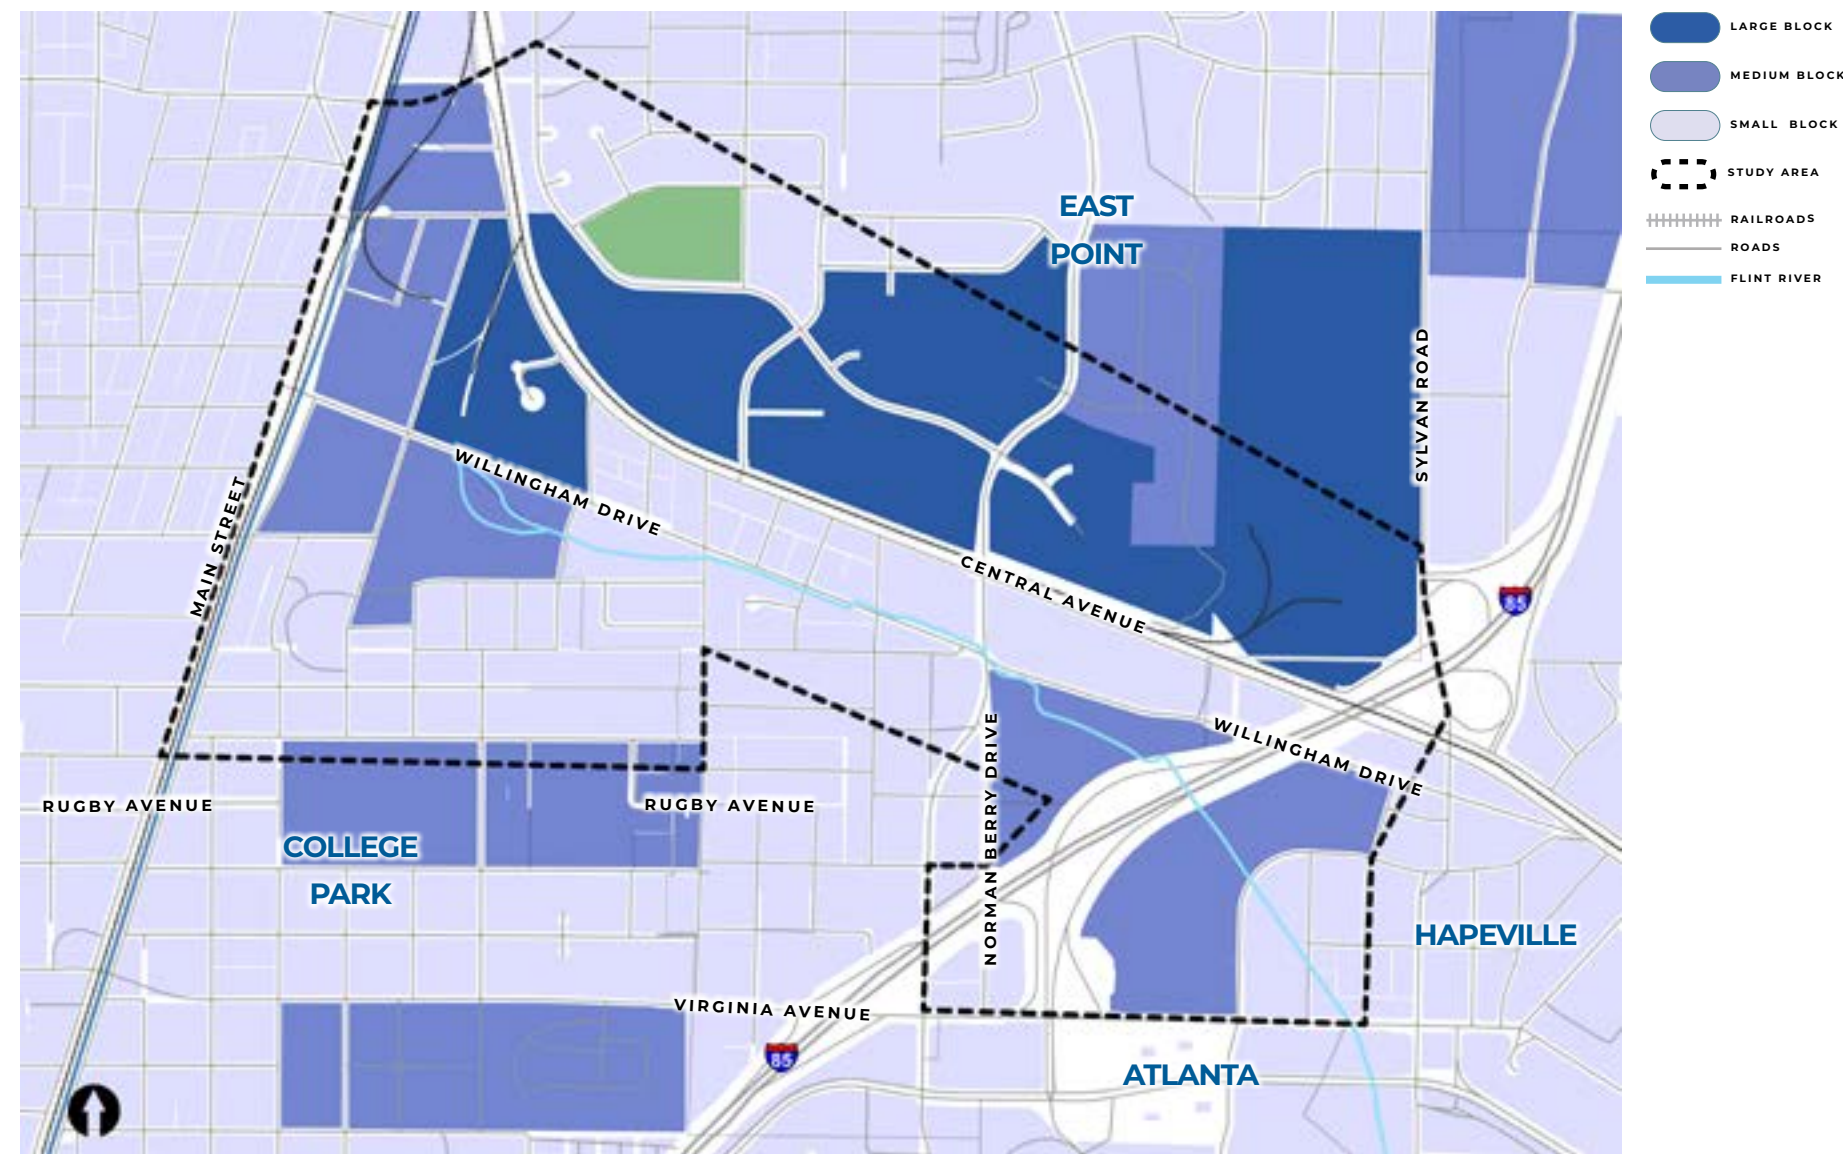 LARGE BLOCK
MEDIUM BLOCK
SMALL BLOCK
STUDY AREA
RAILROADS
ROADS
FLINT RIVER
EAST
POINT
SYLVAN ROAD
WILLINGHAM DRIVE
MAIN STREET
CENTRAL AVENUE
85
WILLINGHAM DRIVE
NORMAN BERRY DRIVE
RUGBY AVENUE
RUGBY AVENUE
COLLEGE
PARK
HAPEVILLE
VIRGINIA AVENUE
85
ATLANTA